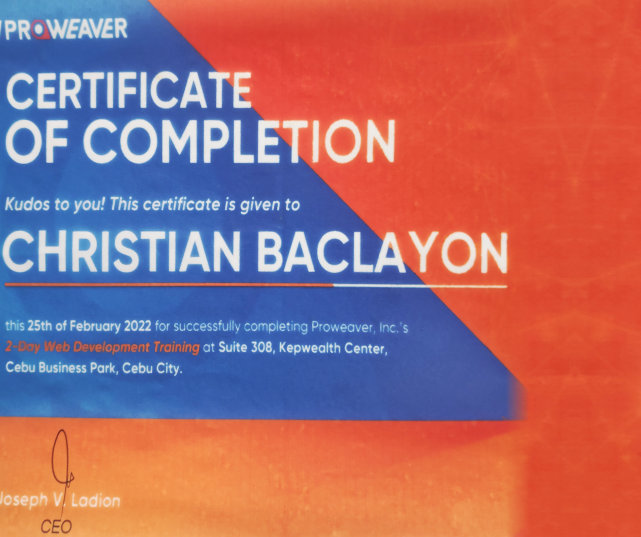 PROWEAVER
CERTIFICATE
OF COMPLETION
Kudos to you! This certificate is given to
CHRISTIAN BACLAYON
this 25th of February 2022 for successfully completing Proweaver, Inc.'s
2-Day Web Development Training at Suite 308, Kepwealth Center,
Cebu Business Park, Cebu City.
Joseph V. Ladion
CEO